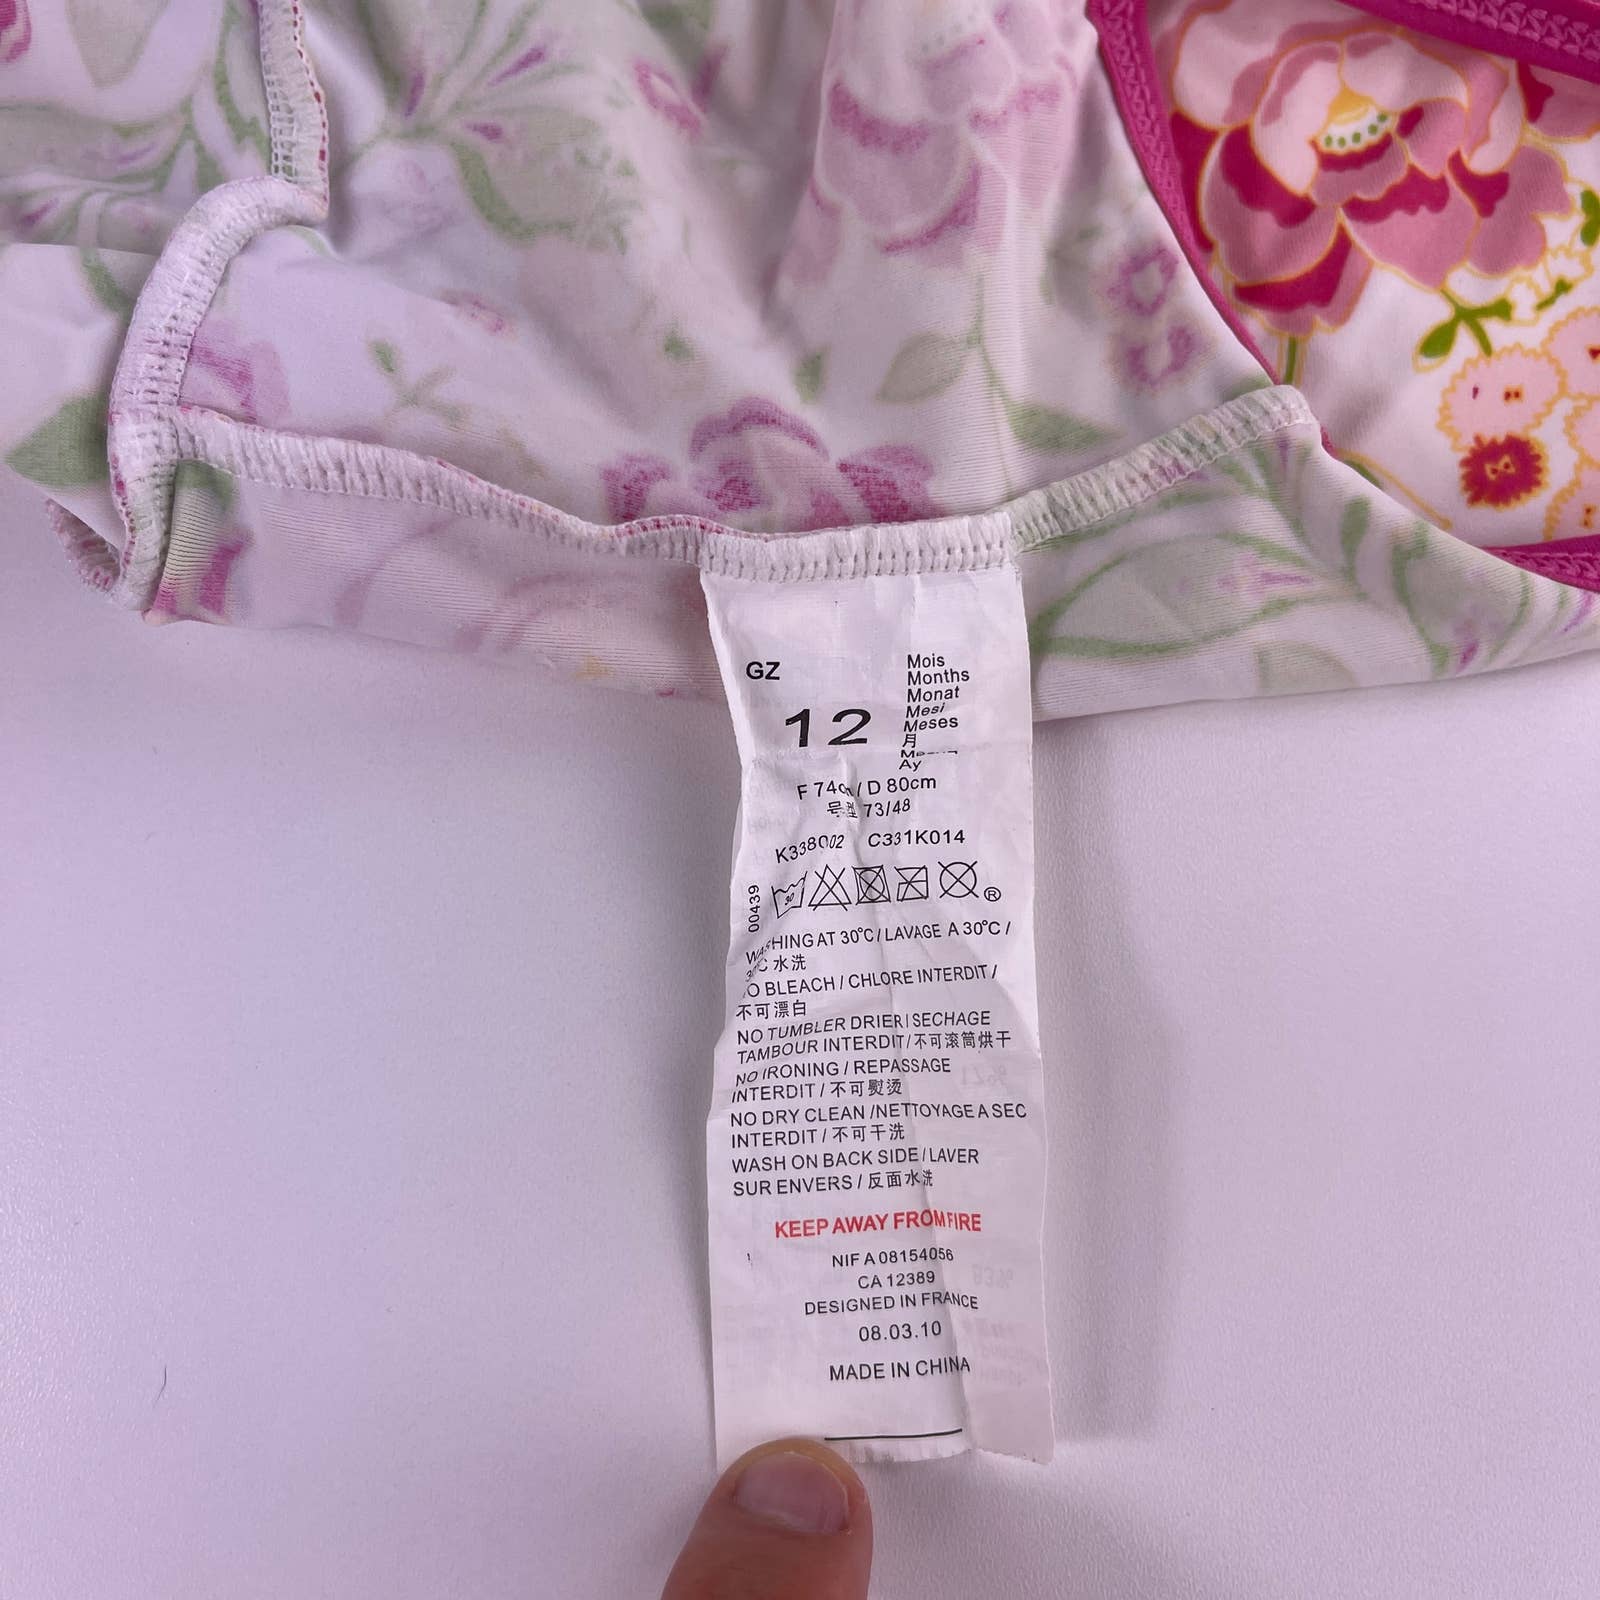 GZ
12
Mois
Months
Monat
Mesi
Meses
月
Ay
F 74cm / D 80cm
号型 73/48
K338002 C331K014
00439
30
®
WASHING AT 30°C / LAVAGE A 30°C /
30°C 水洗
NO BLEACH / CHLORE INTERDIT /
不可漂白
NO TUMBLER DRIER / SECHAGE
TAMBOUR INTERDIT / 不可滚筒烘干
NO IRONING / REPASSAGE
INTERDIT / 不可熨烫
NO DRY CLEAN /NETTOYAGE A SEC
INTERDIT / 不可干洗
WASH ON BACK SIDE / LAVER
SUR ENVERS / 反面水洗
KEEP AWAY FROM FIRE
NIF A 08154056
CA 12389
DESIGNED IN FRANCE
08.03.10
MADE IN CHINA